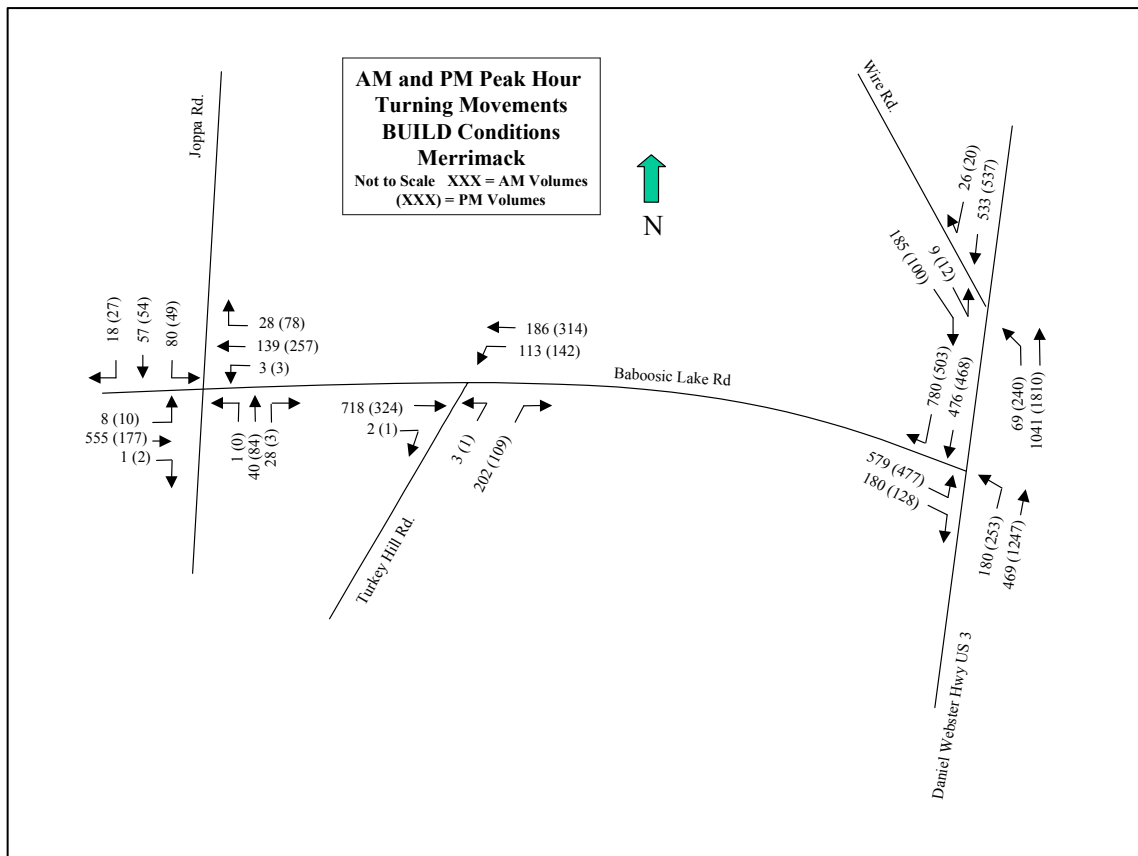 AM and PM Peak Hour
Turning Movements
BUILD Conditions
Merrimack
Not to Scale XXX = AM Volumes
(XXX) = PM Volumes
N
Joppa Rd.
Wire Rd.
26 (20)
533 (537)
185 (100)
9 (12)
18 (27)
57 (54)
80 (49)
28 (78)
139 (257)
3 (3)
186 (314)
113 (142)
Baboosic Lake Rd
780 (503)
476 (468)
69 (240)
1041 (1810)
8 (10)
555 (177)
1 (2)
1 (0)
40 (84)
28 (3)
718 (324)
2 (1)
3 (1)
202 (109)
579 (477)
180 (128)
180 (253)
469 (1247)
Turkey Hill Rd.
Daniel Webster Hwy US 3